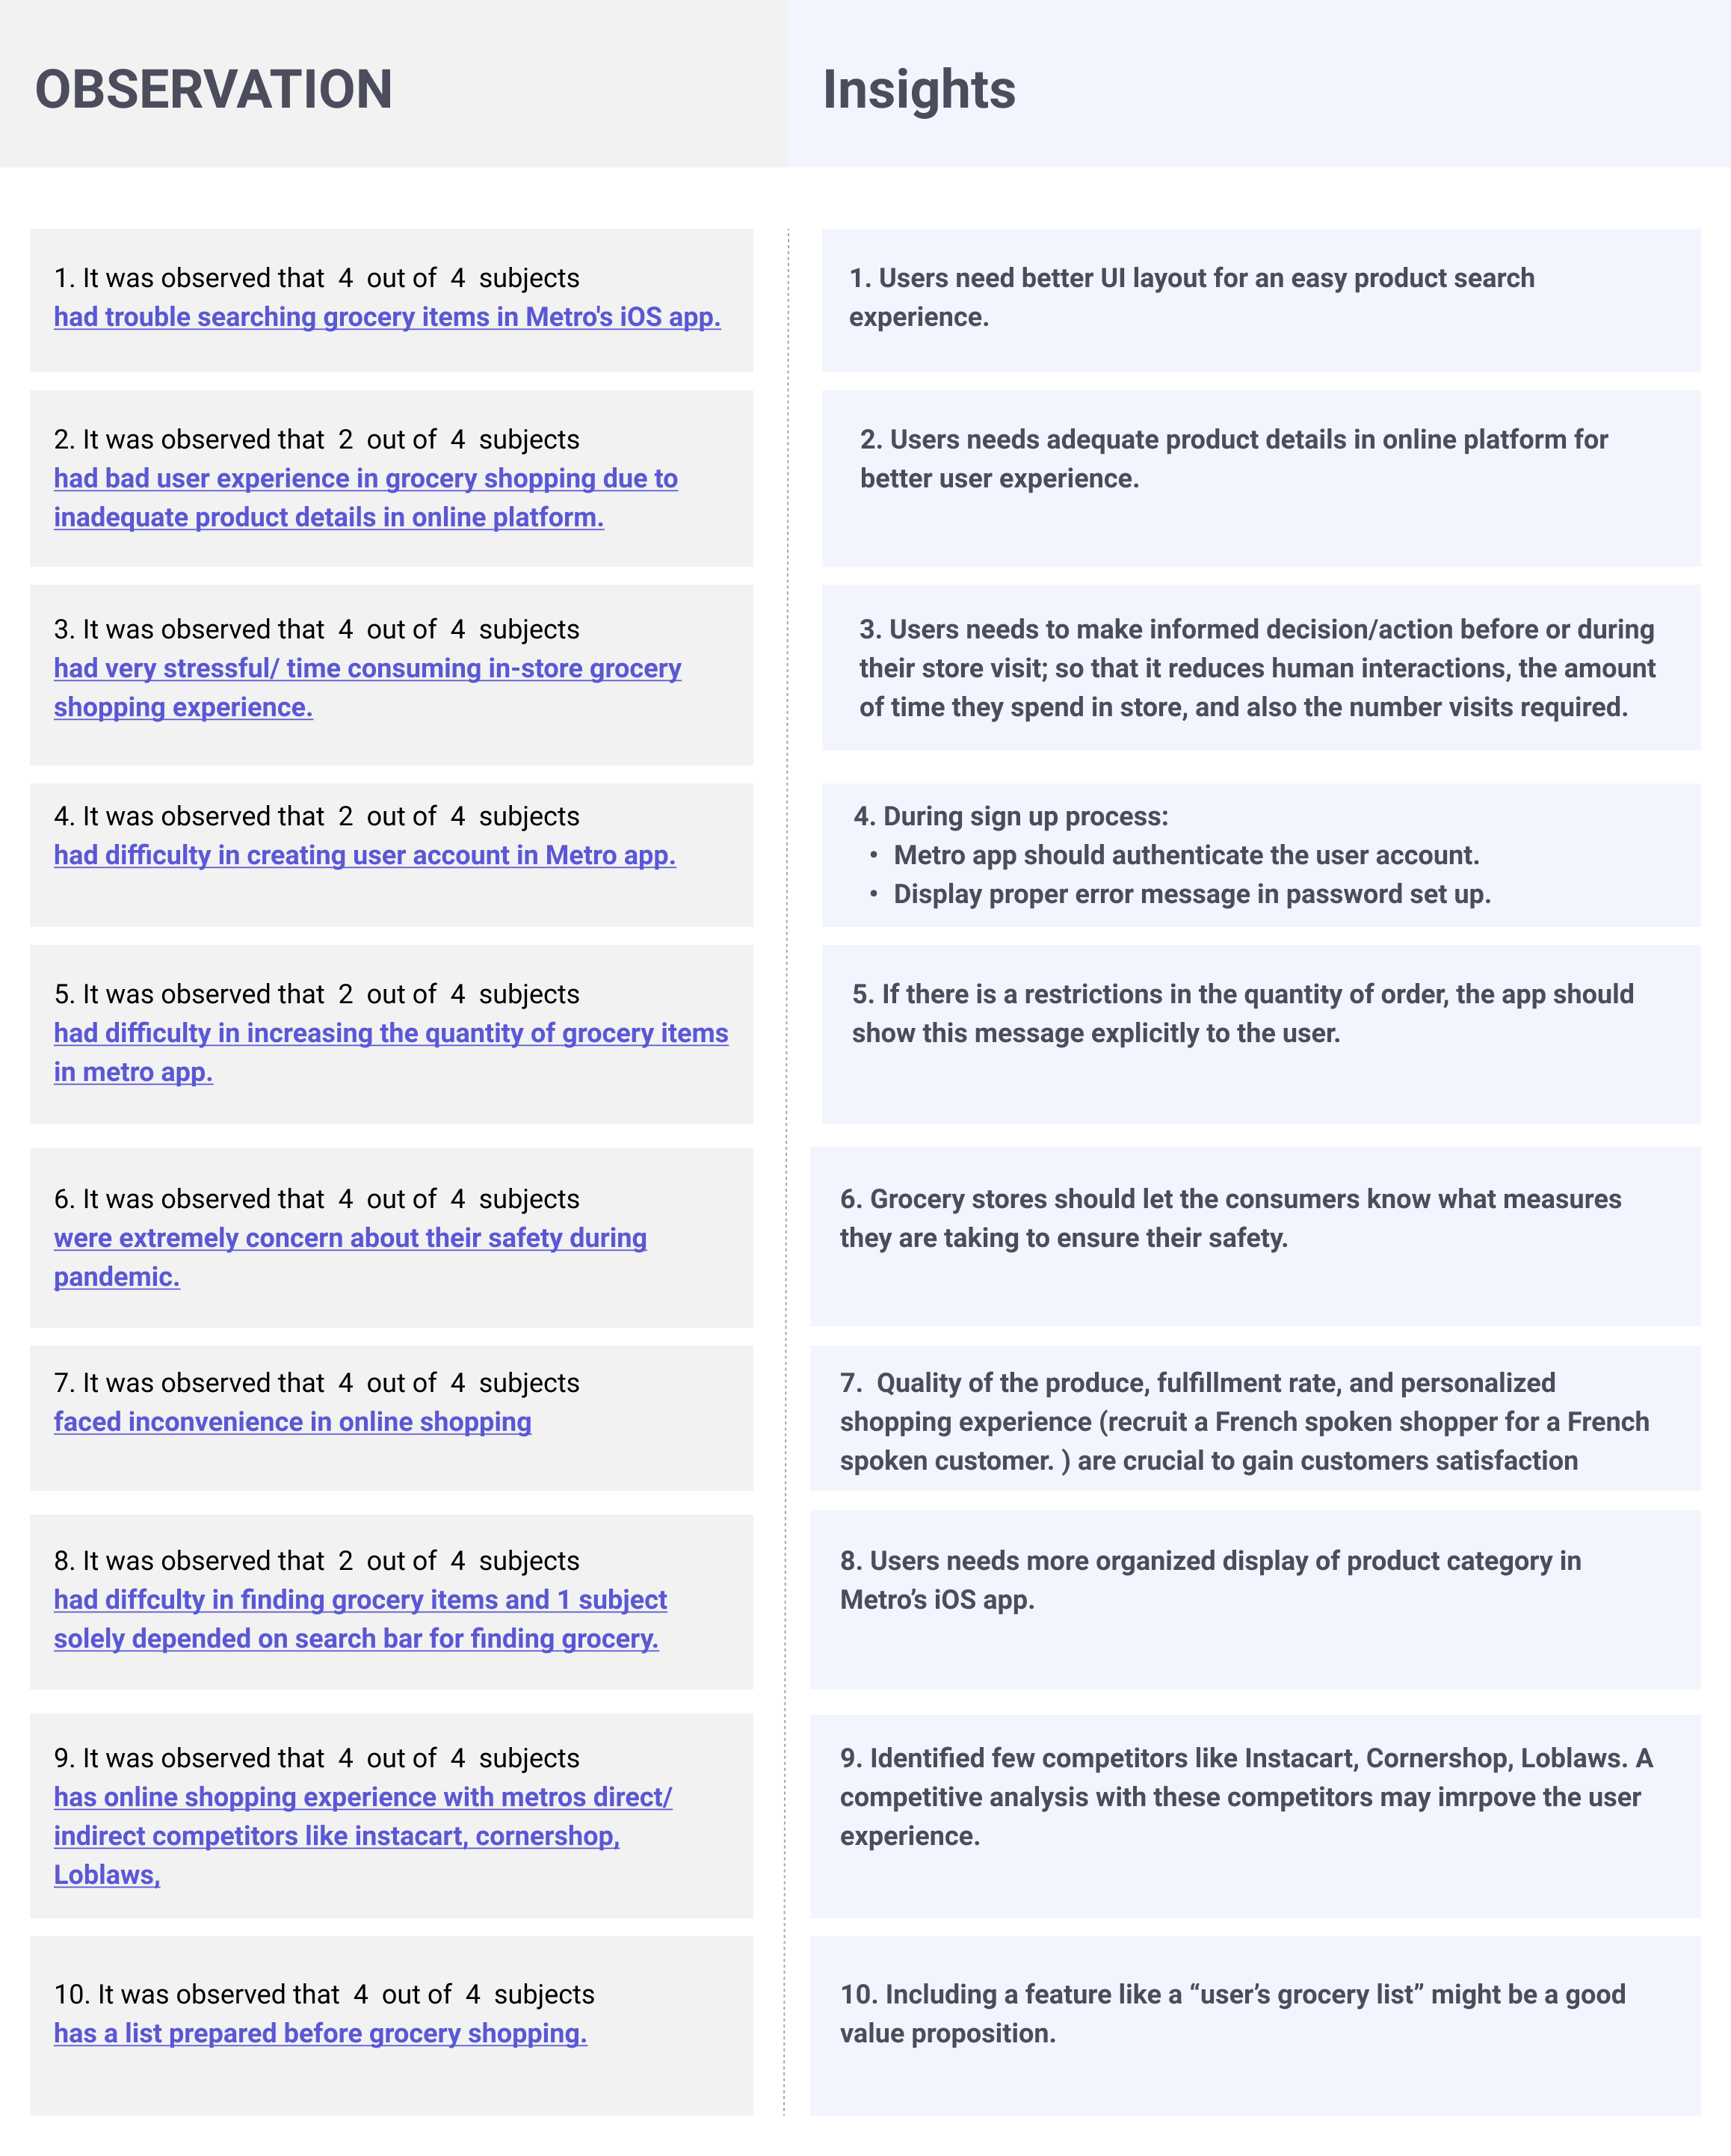 OBSERVATION
Insights
1. It was observed that 4 out of 4 subjects
had trouble searching grocery items in Metro's iOS app.
1. Users need better UI layout for an easy product search
experience.
2. It was observed that 2 out of 4 subjects
had bad user experience in grocery shopping due to
inadequate product details in online platform.
2. Users needs adequate product details in online platform for
better user experience.
3. It was observed that 4 out of 4 subjects
had very stressful/ time consuming in-store grocery
shopping experience.
3. Users needs to make informed decision/action before or during
their store visit; so that it reduces human interactions, the amount
of time they spend in store, and also the number visits required.
4. It was observed that 2 out of 4 subjects
had difficulty in creating user account in Metro app.
4. During sign up process:
• Metro app should authenticate the user account.
• Display proper error message in password set up.
5. It was observed that 2 out of 4 subjects
had difficulty in increasing the quantity of grocery items
in metro app.
5. If there is a restrictions in the quantity of order, the app should
show this message explicitly to the user.
6. It was observed that 4 out of 4 subjects
were extremely concern about their safety during
pandemic.
6. Grocery stores should let the consumers know what measures
they are taking to ensure their safety.
7. It was observed that 4 out of 4 subjects
faced inconvenience in online shopping
7. Quality of the produce, fulfillment rate, and personalized
shopping experience (recruit a French spoken shopper for a French
spoken customer. ) are crucial to gain customers satisfaction
8. It was observed that 2 out of 4 subjects
had diffculty in finding grocery items and 1 subject
solely depended on search bar for finding grocery.
8. Users needs more organized display of product category in
Metro’s iOS app.
9. It was observed that 4 out of 4 subjects
has online shopping experience with metros direct/
indirect competitors like instacart, cornershop,
Loblaws,
9. Identified few competitors like Instacart, Cornershop, Loblaws. A
competitive analysis with these competitors may imrpove the user
experience.
10. It was observed that 4 out of 4 subjects
has a list prepared before grocery shopping.
10. Including a feature like a “user’s grocery list” might be a good
value proposition.